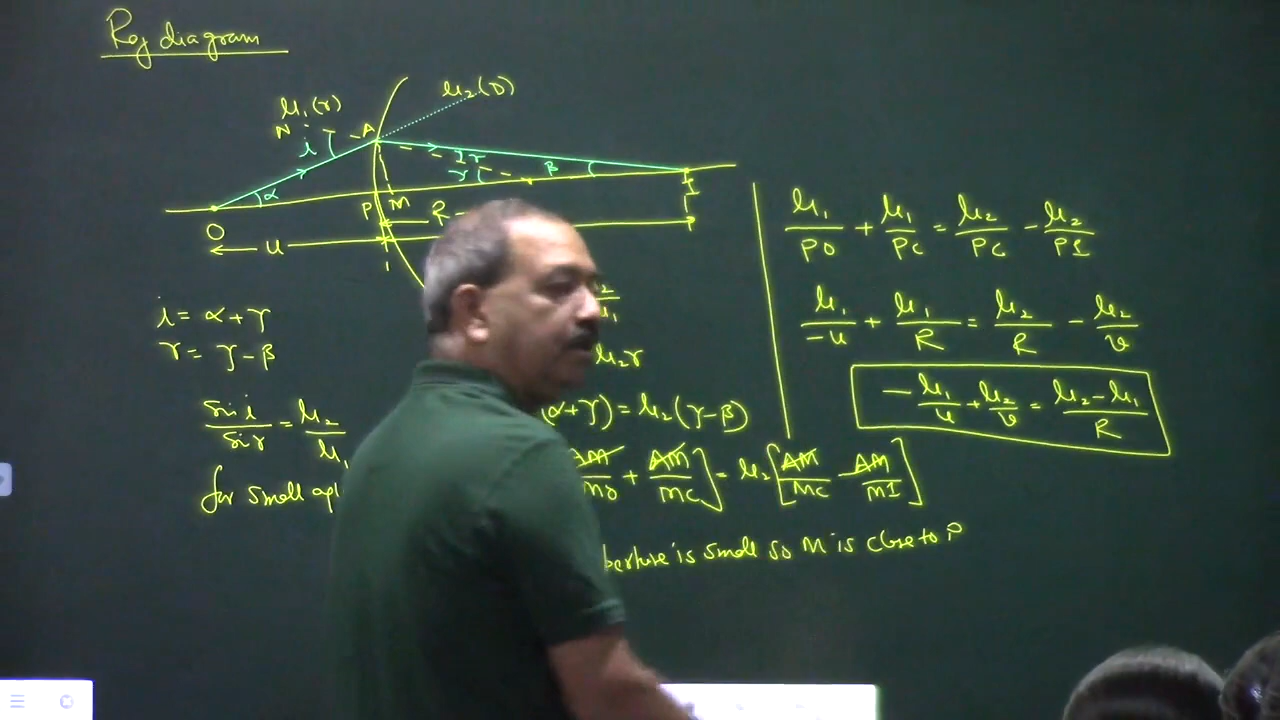 Ray diagram
μ₁(r)
μ₂(D)
N
i
A
r
γ
β
α
O
P
M
I
R
u
i = α+γ
r = γ-β
sin i / sin r = μ₂ / μ₁
for small
μ₂r
(α+γ) = μ₂(γ-β)
AM/MO + AM/MC] = μ₂[AM/MC - AM/MI]
is small so M is close to P
μ₁/PO + μ₁/PC = μ₂/PC - μ₂/PI
μ₁/-u + μ₁/R = μ₂/R - μ₂/v
-μ₁/u + μ₂/v = μ₂-μ₁/R